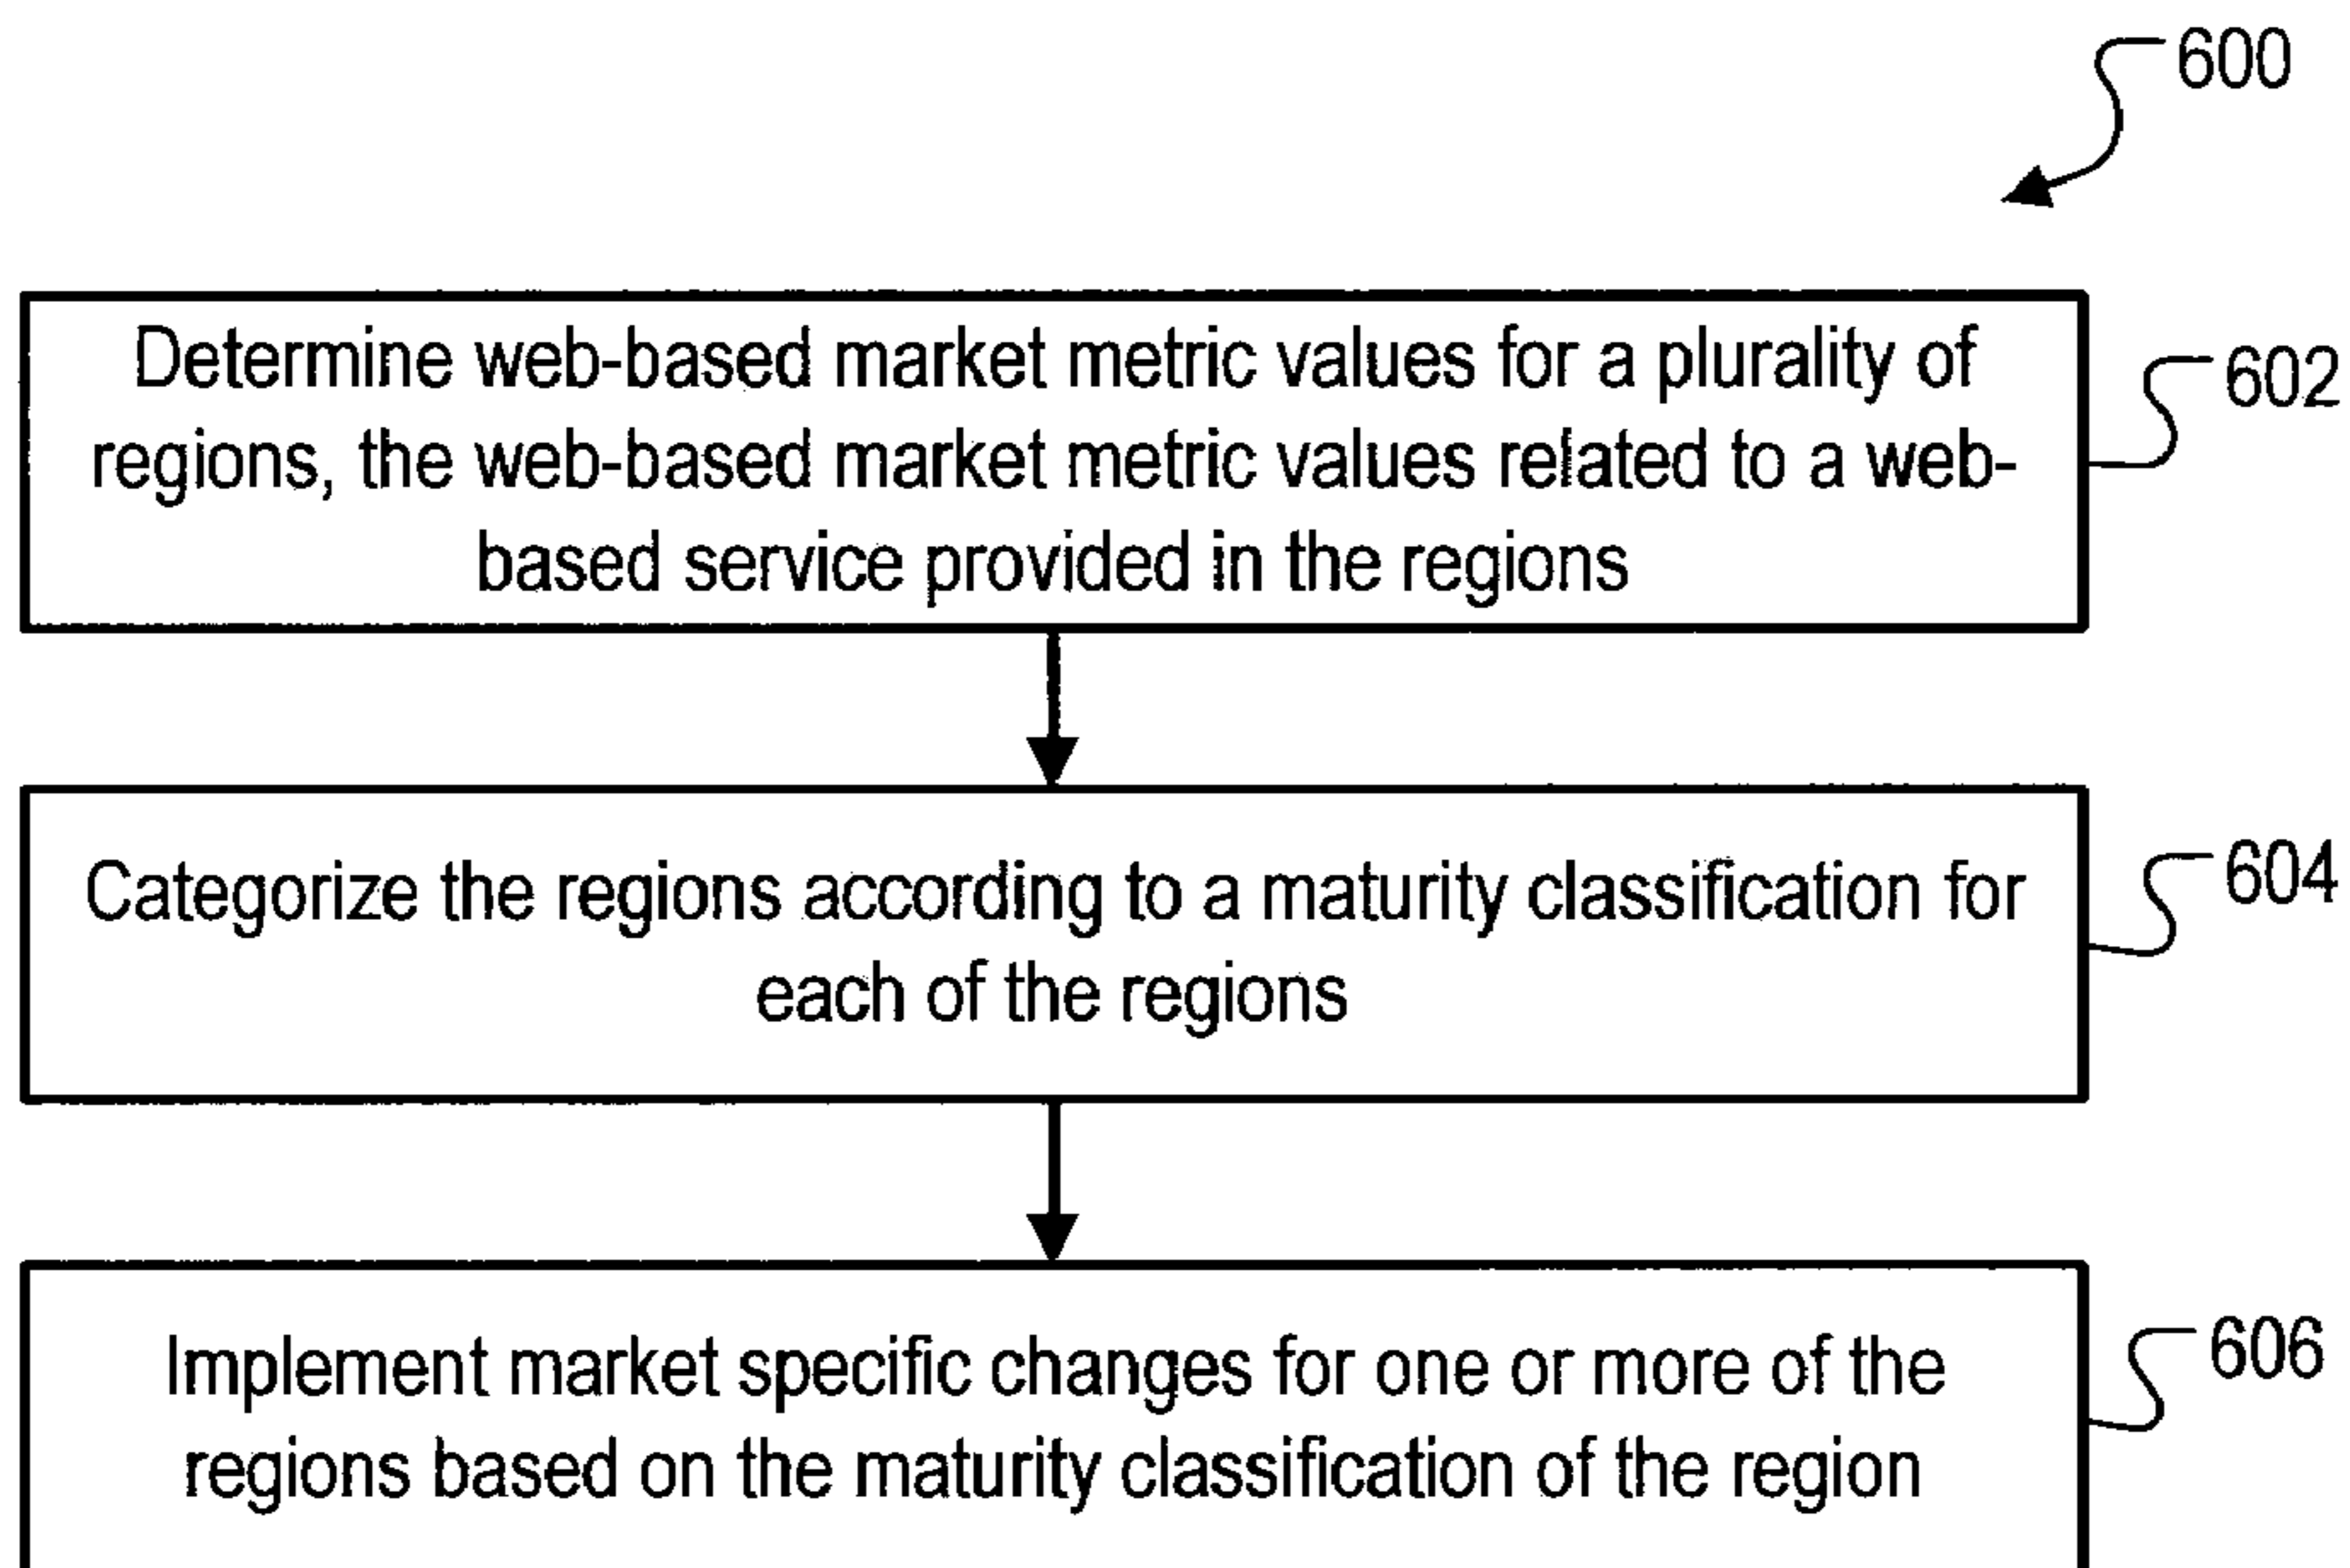 600
Determine web-based market metric values for a plurality of
regions, the web-based market metric values related to a web-
based service provided in the regions
602
Categorize the regions according to a maturity classification for
each of the regions
604
Implement market specific changes for one or more of the
regions based on the maturity classification of the region
606